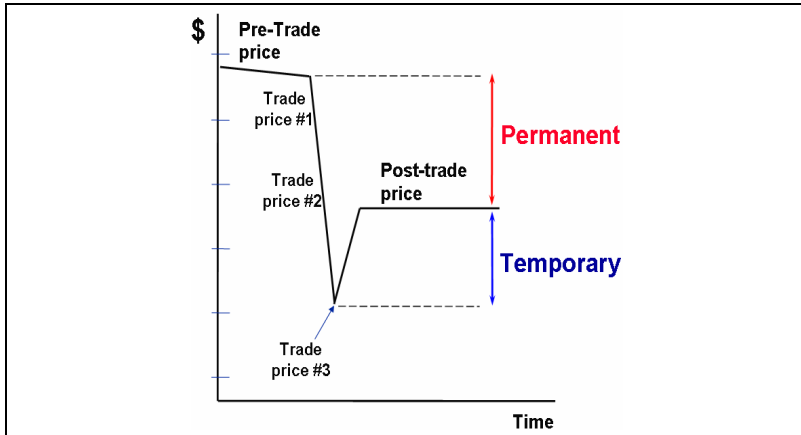 $
Pre-Trade
price
Trade
price #1
Permanent
Trade
price #2
Post-trade
price
Temporary
Trade
price #3
Time